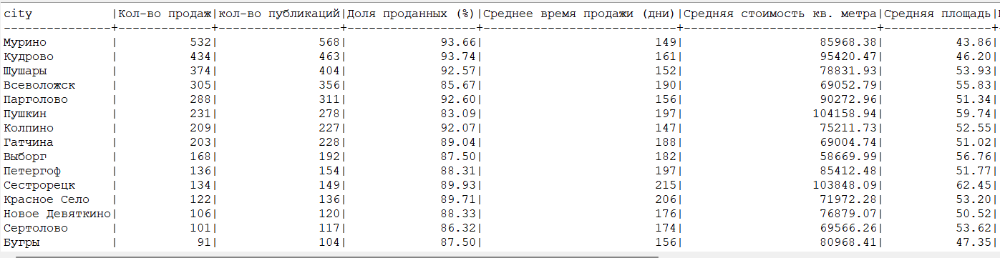 city |Кол-во продаж|кол-во публикаций|Доля проданных (%)|Среднее время продажи (дни)|Средняя стоимость кв. метра|Средняя площадь|
---------------+-------------+-----------------+------------------+---------------------------+---------------------------+---------------+
Мурино | 532| 568| 93.66| 149| 85968.38| 43.86|
Кудрово | 434| 463| 93.74| 161| 95420.47| 46.20|
Шушары | 374| 404| 92.57| 152| 78831.93| 53.93|
Всеволожск | 305| 356| 85.67| 190| 69052.79| 55.83|
Парголово | 288| 311| 92.60| 156| 90272.96| 51.34|
Пушкин | 231| 278| 83.09| 197| 104158.94| 59.74|
Колпино | 209| 227| 92.07| 147| 75211.73| 52.55|
Гатчина | 203| 228| 89.04| 188| 69004.74| 51.02|
Выборг | 168| 192| 87.50| 182| 58669.99| 56.76|
Петергоф | 136| 154| 88.31| 197| 85412.48| 51.77|
Сестрорецк | 134| 149| 89.93| 215| 103848.09| 62.45|
Красное Село | 122| 136| 89.71| 206| 71972.28| 53.20|
Новое Девяткино| 106| 120| 88.33| 176| 76879.07| 50.52|
Сертолово | 101| 117| 86.32| 174| 69566.26| 53.62|
Бугры | 91| 104| 87.50| 156| 80968.41| 47.35|